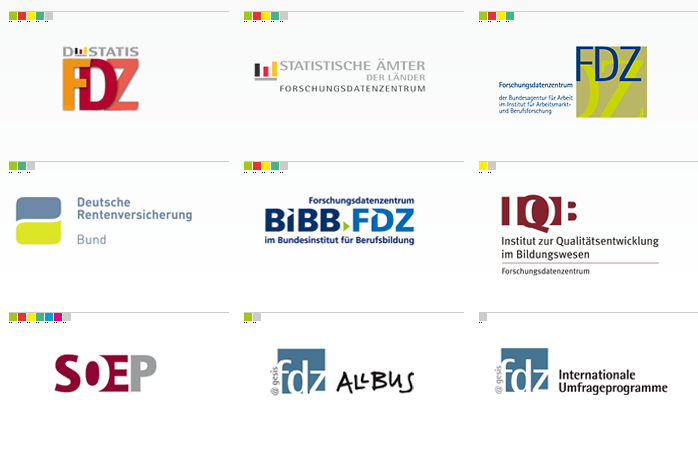 DESTATIS
FDZ
STATISTISCHE ÄMTER
DER LÄNDER
FORSCHUNGSDATENZENTRUM
FDZ
Forschungsdatenzentrum
der Bundesagentur für Arbeit
im Institut für Arbeitsmarkt-
und Berufsforschung
Deutsche
Rentenversicherung
Bund
Forschungsdatenzentrum
BiBB FDZ
im Bundesinstitut für Berufsbildung
IQB
Institut zur Qualitätsentwicklung
im Bildungswesen
Forschungsdatenzentrum
SOEP
@gesis
fdz ALLBUS
@gesis
fdz Internationale
Umfrageprogramme